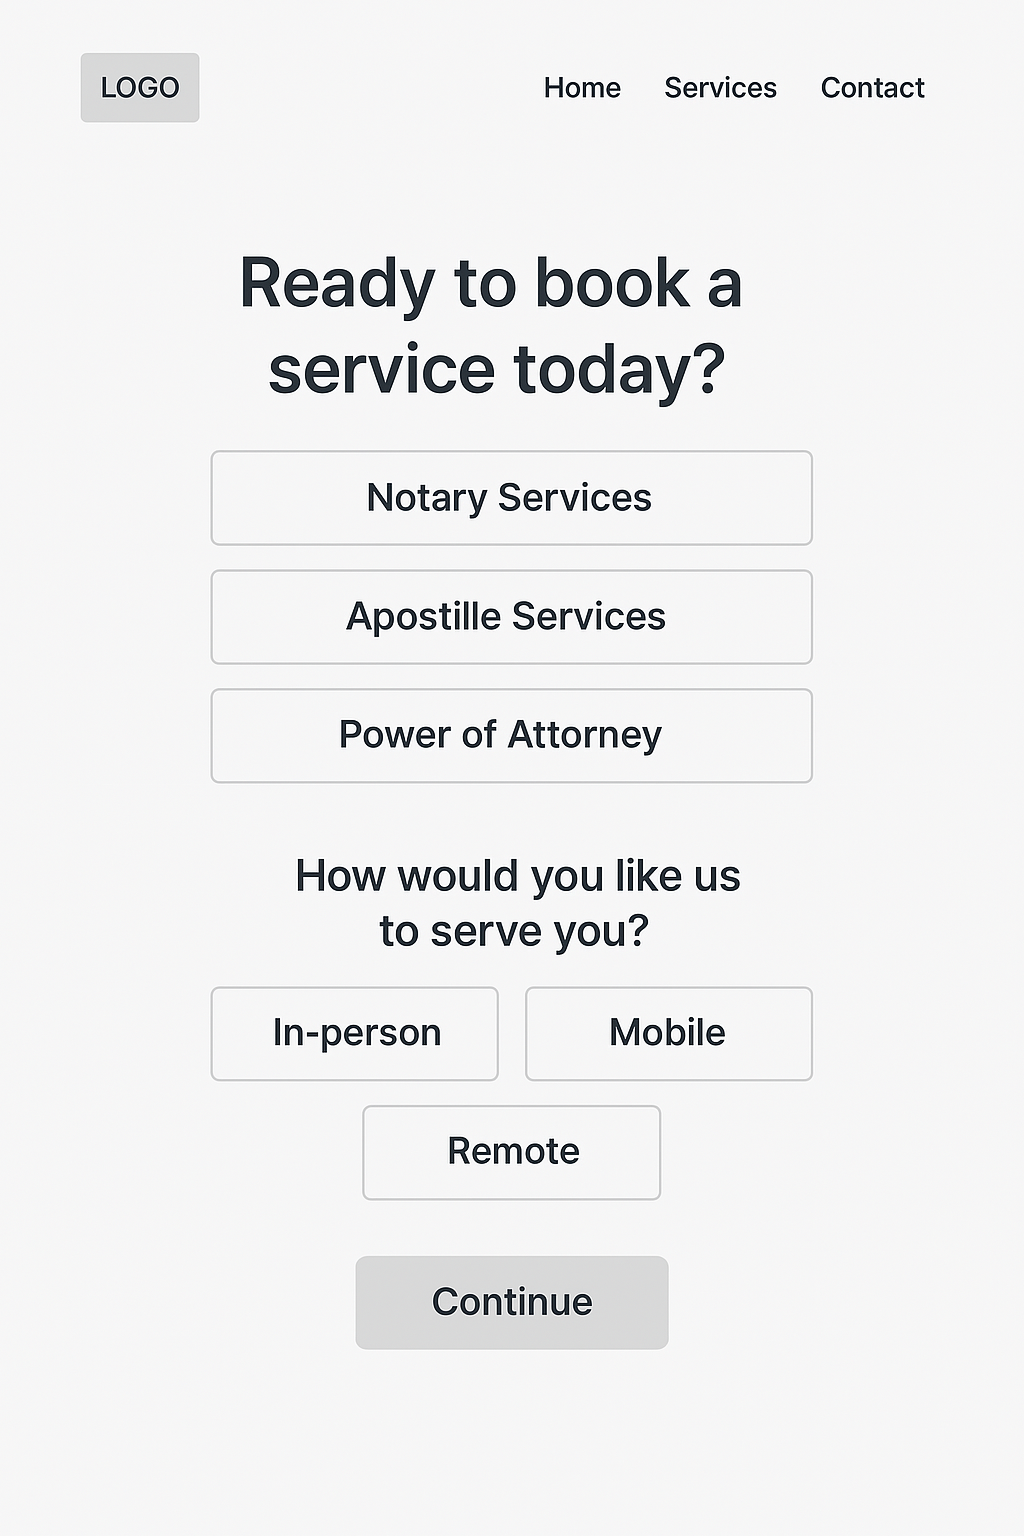 LOGO
Home Services Contact
Ready to book a
service today?
Notary Services
Apostille Services
Power of Attorney
How would you like us
to serve you?
In-person Mobile
Remote
Continue